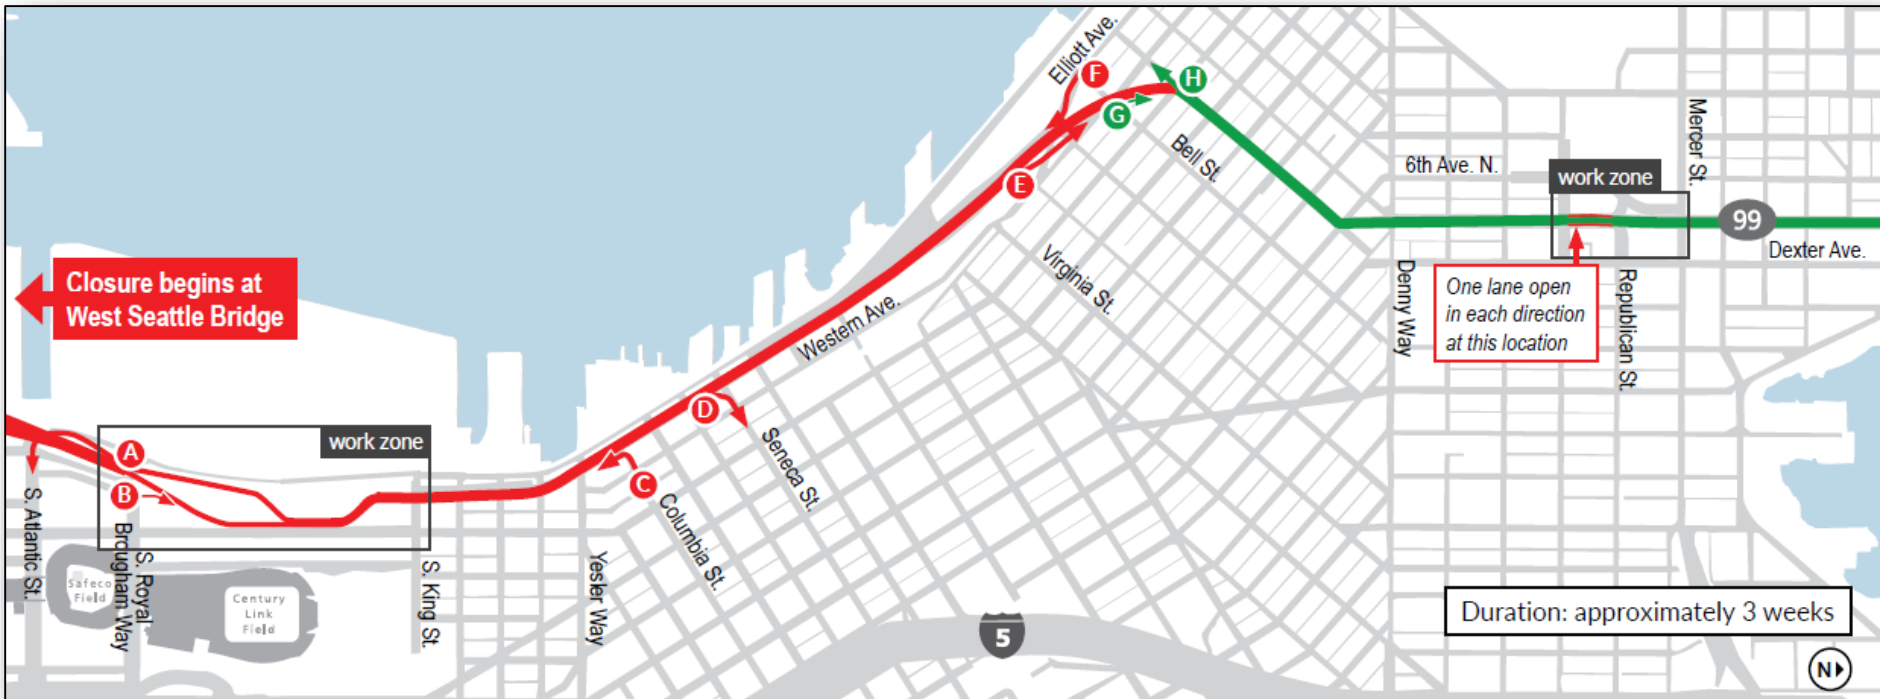 Elliott Ave.
F
H
G
Bell St.
E
Mercer St.
6th Ave. N.
work zone
99
Dexter Ave.
Closure begins at
West Seattle Bridge
Virginia St.
Western Ave.
Denny Way
One lane open
in each direction
at this location
Republican St.
work zone
A
B
D
C
Seneca St.
Columbia St.
S. Atlantic St.
S. Royal
Brougham Way
Safeco
Field
Century
Link
Field
S. King St.
Yesler Way
5
Duration: approximately 3 weeks
N